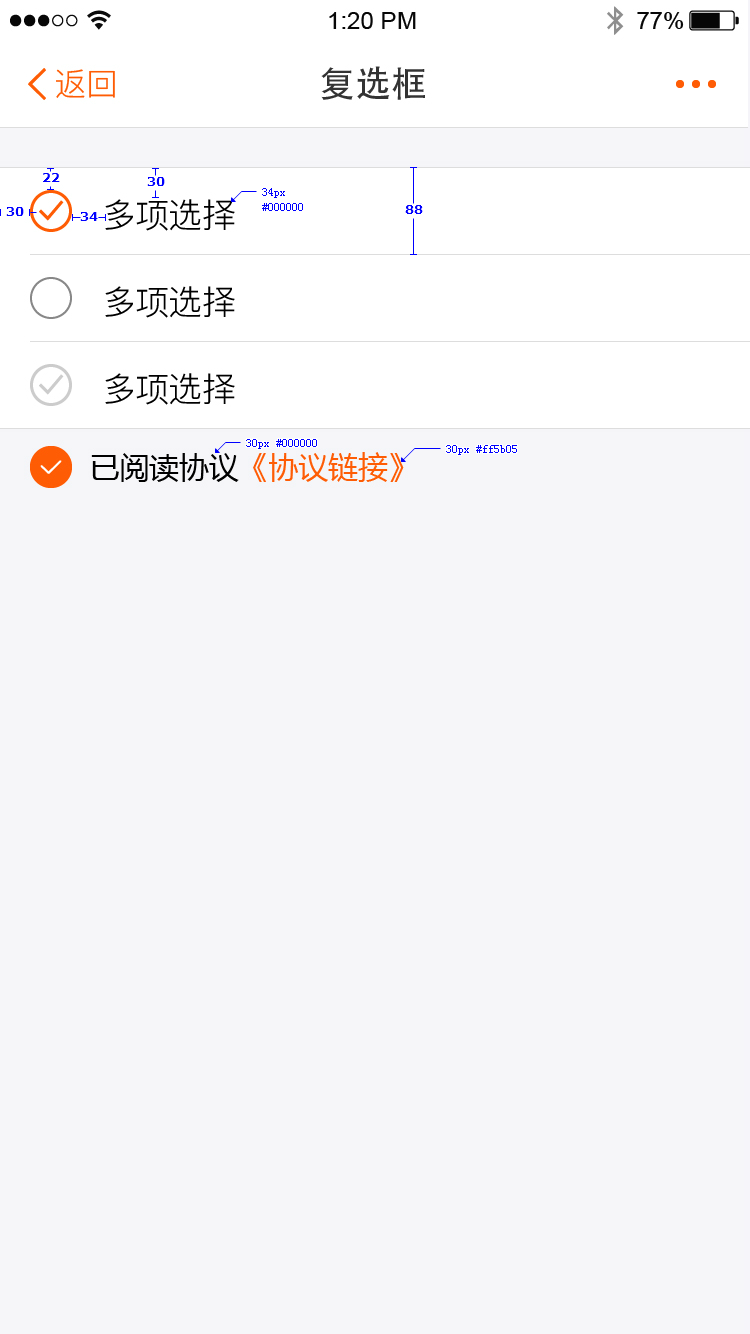 1:20 PM 77%
返回 复选框
22 30 34px
30 34 多项选择 #000000 88
多项选择
多项选择
30px #000000 30px #ff5b05
已阅读协议《协议链接》